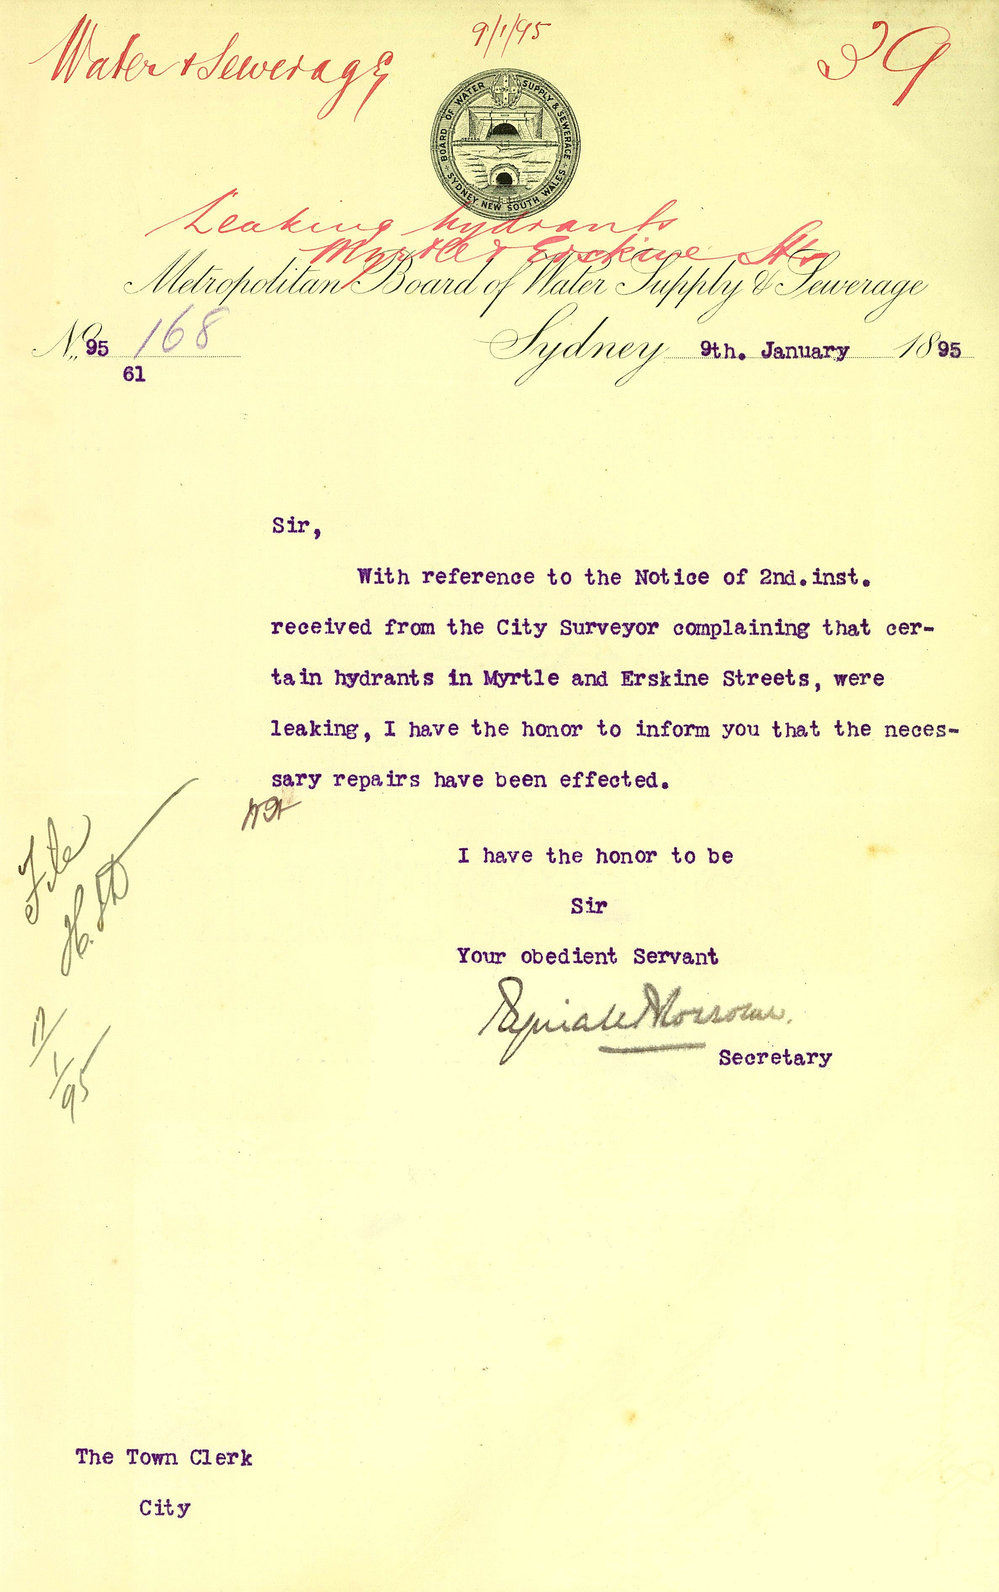 9/1/95
Water & Sewerage
39
BOARD OF WATER SUPPLY & SEWERAGE
SYDNEY NEW SOUTH WALES
Leaking hydrants
Myrtle & Erskine Sts
Metropolitan Board of Water Supply & Sewerage
No. 95 168
61
Sydney 9th. January 1895
Sir,
With reference to the Notice of 2nd.inst.
received from the City Surveyor complaining that cer-
tain hydrants in Myrtle and Erskine Streets, were
leaking, I have the honor to inform you that the neces-
sary repairs have been effected.
I have the honor to be
Sir
Your obedient Servant
Secretary
File
95
The Town Clerk
City